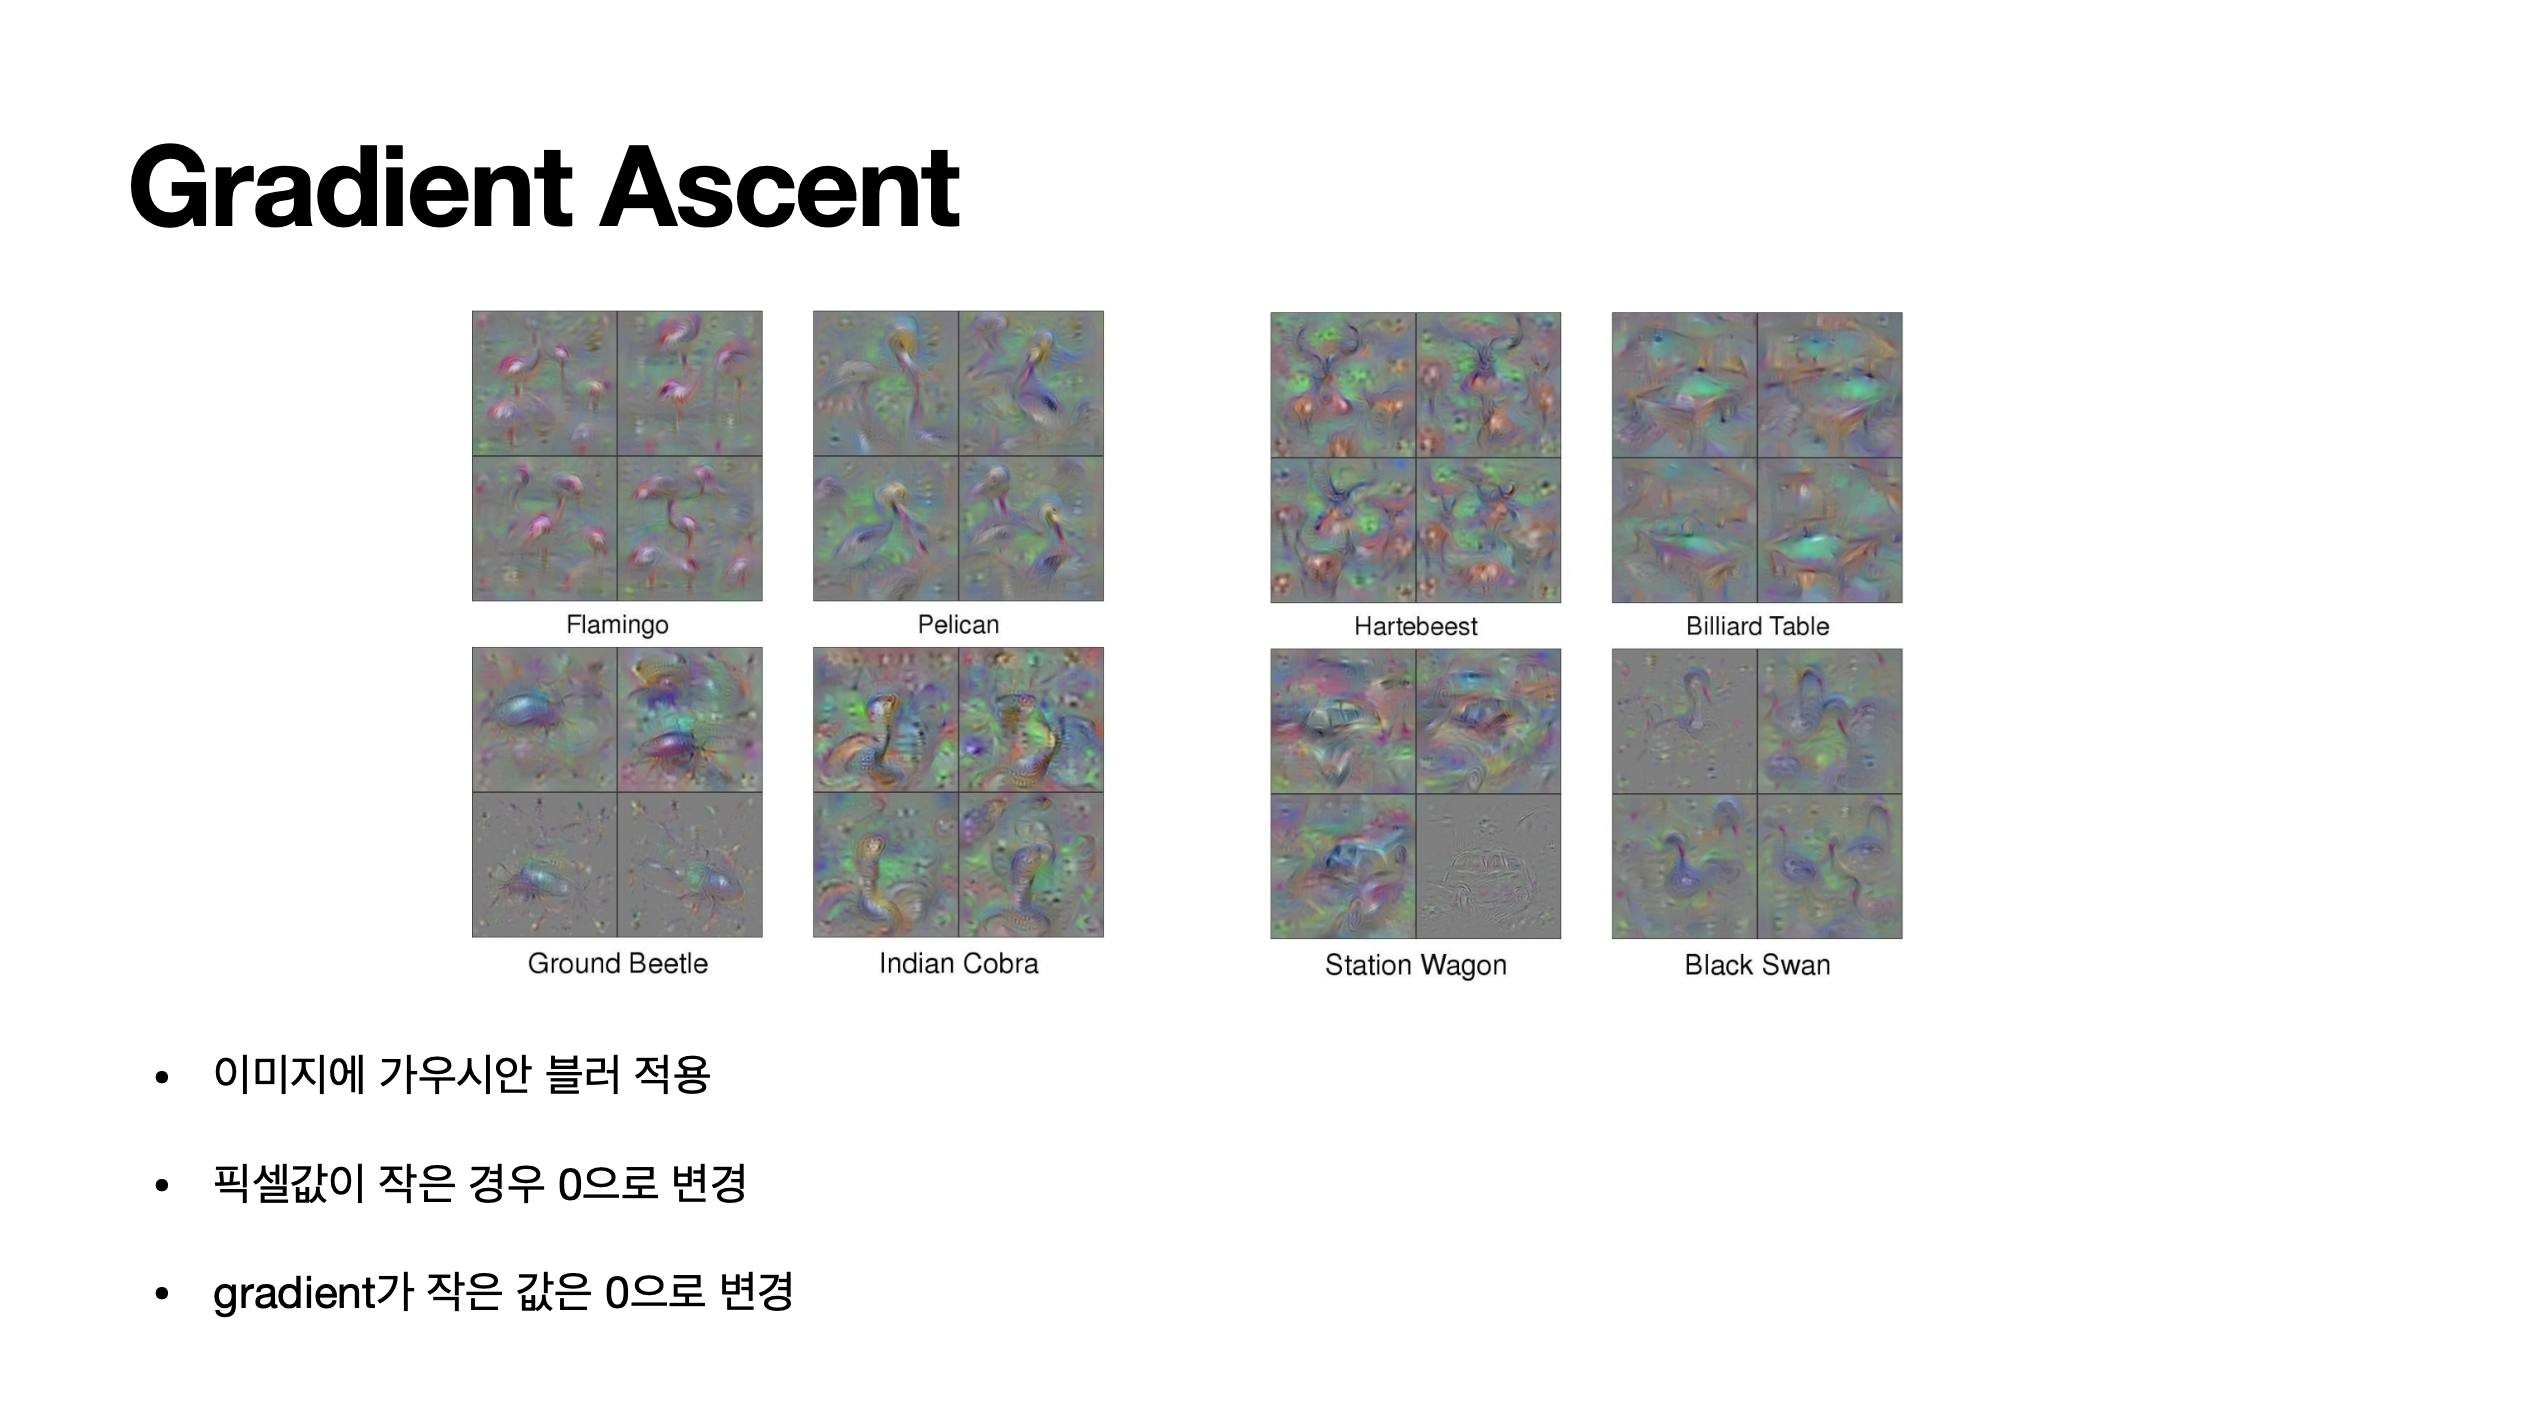 Gradient Ascent
Flamingo
Pelican
Hartebeest
Billiard Table
Ground Beetle
Indian Cobra
Station Wagon
Black Swan
• 이미지에 가우시안 블러 적용
• 픽셀값이 작은 경우 0으로 변경
• gradient가 작은 값은 0으로 변경